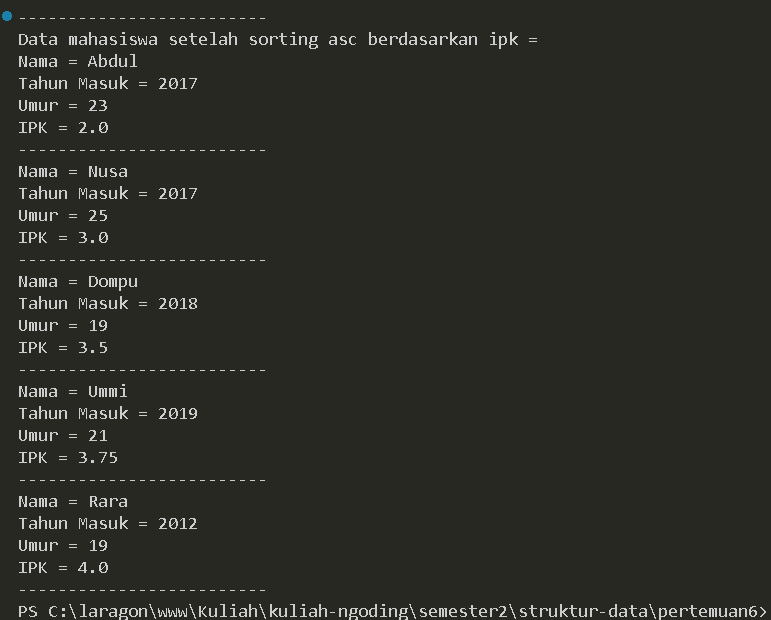 -------------------------
Data mahasiswa setelah sorting asc berdasarkan ipk =
Nama = Abdul
Tahun Masuk = 2017
Umur = 23
IPK = 2.0
-------------------------
Nama = Nusa
Tahun Masuk = 2017
Umur = 25
IPK = 3.0
-------------------------
Nama = Dompu
Tahun Masuk = 2018
Umur = 19
IPK = 3.5
-------------------------
Nama = Ummi
Tahun Masuk = 2019
Umur = 21
IPK = 3.75
-------------------------
Nama = Rara
Tahun Masuk = 2012
Umur = 19
IPK = 4.0
-------------------------
PS C:\laragon\www\Kuliah\kuliah-ngoding\semester2\struktur-data\pertemuan6>